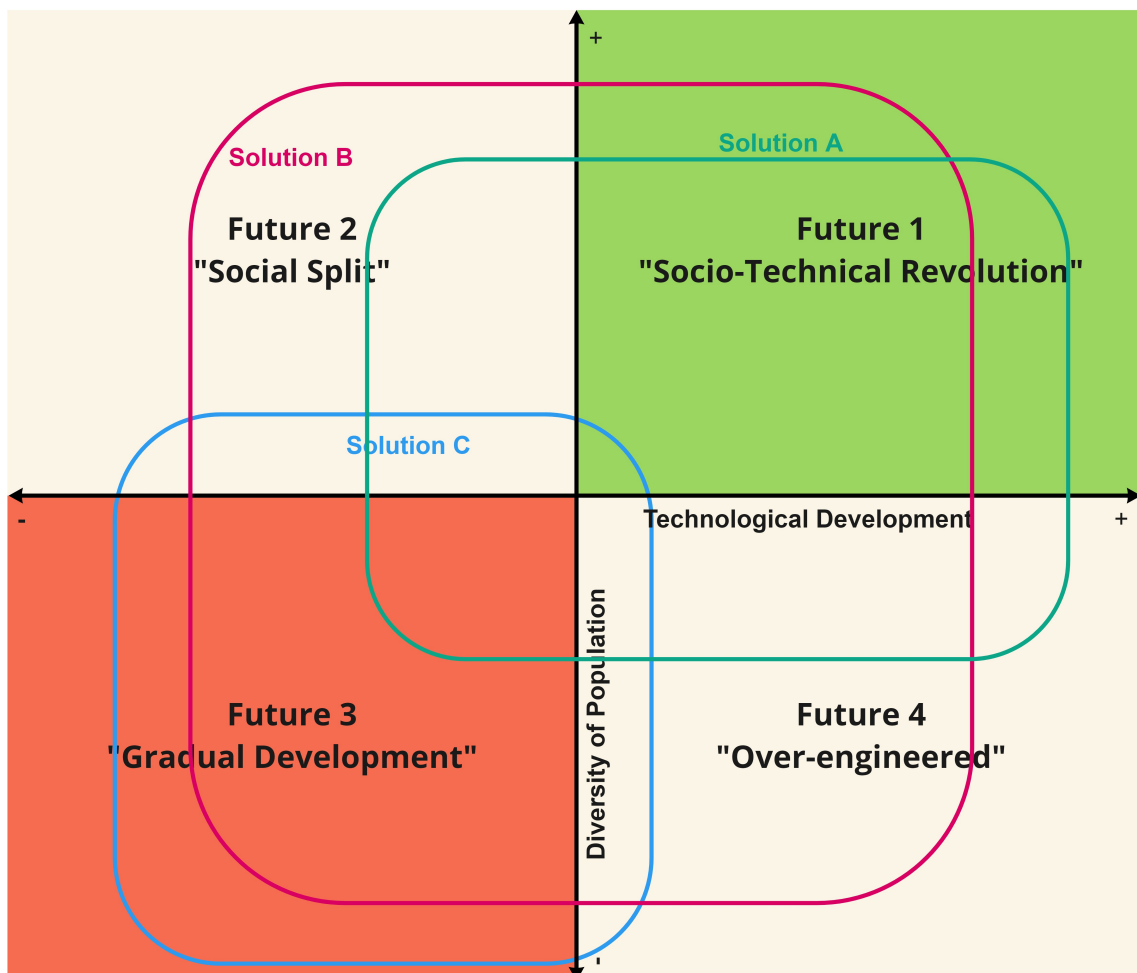 +
Solution A
Solution B
Future 2
"Social Split"
Future 1
"Socio-Technical Revolution"
Solution C
-
Technological Development
+
Diversity of Population
Future 3
"Gradual Development"
Future 4
"Over-engineered"
-